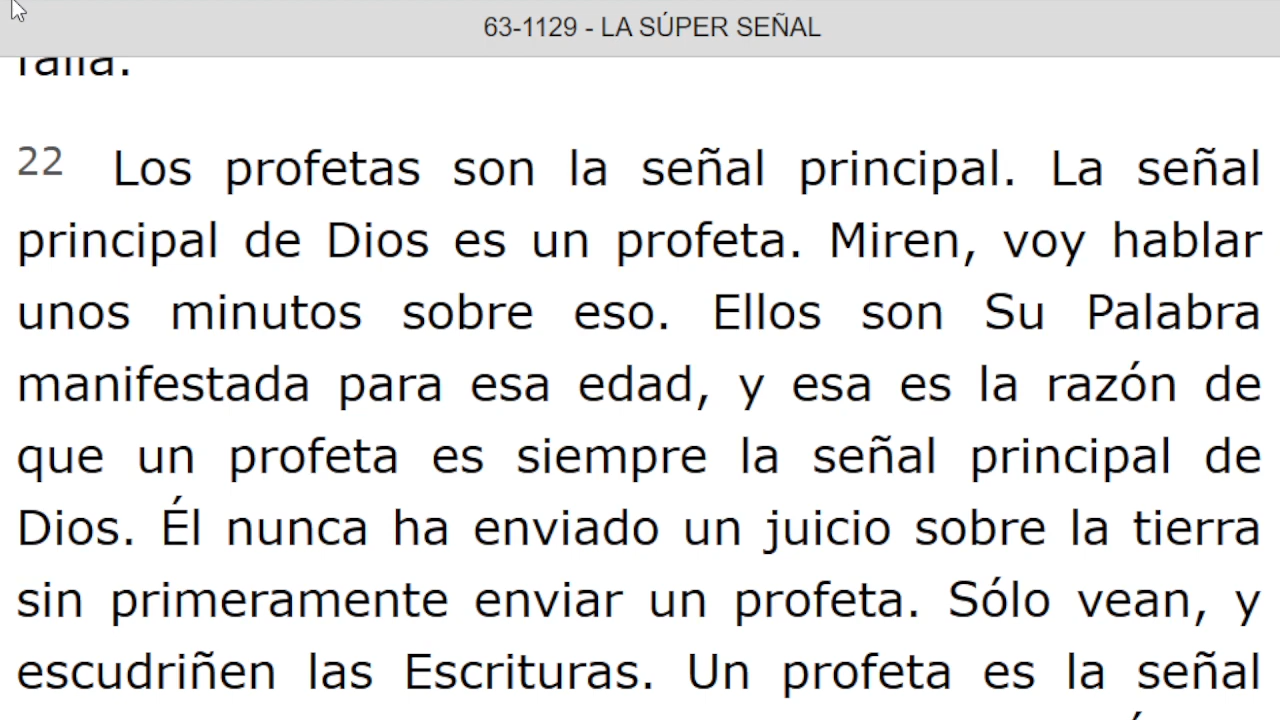 63-1129 - LA SÚPER SEÑAL
falla.
22 Los profetas son la señal principal. La señal
principal de Dios es un profeta. Miren, voy hablar
unos minutos sobre eso. Ellos son Su Palabra
manifestada para esa edad, y esa es la razón de
que un profeta es siempre la señal principal de
Dios. Él nunca ha enviado un juicio sobre la tierra
sin primeramente enviar un profeta. Sólo vean, y
escudriñen las Escrituras. Un profeta es la señal